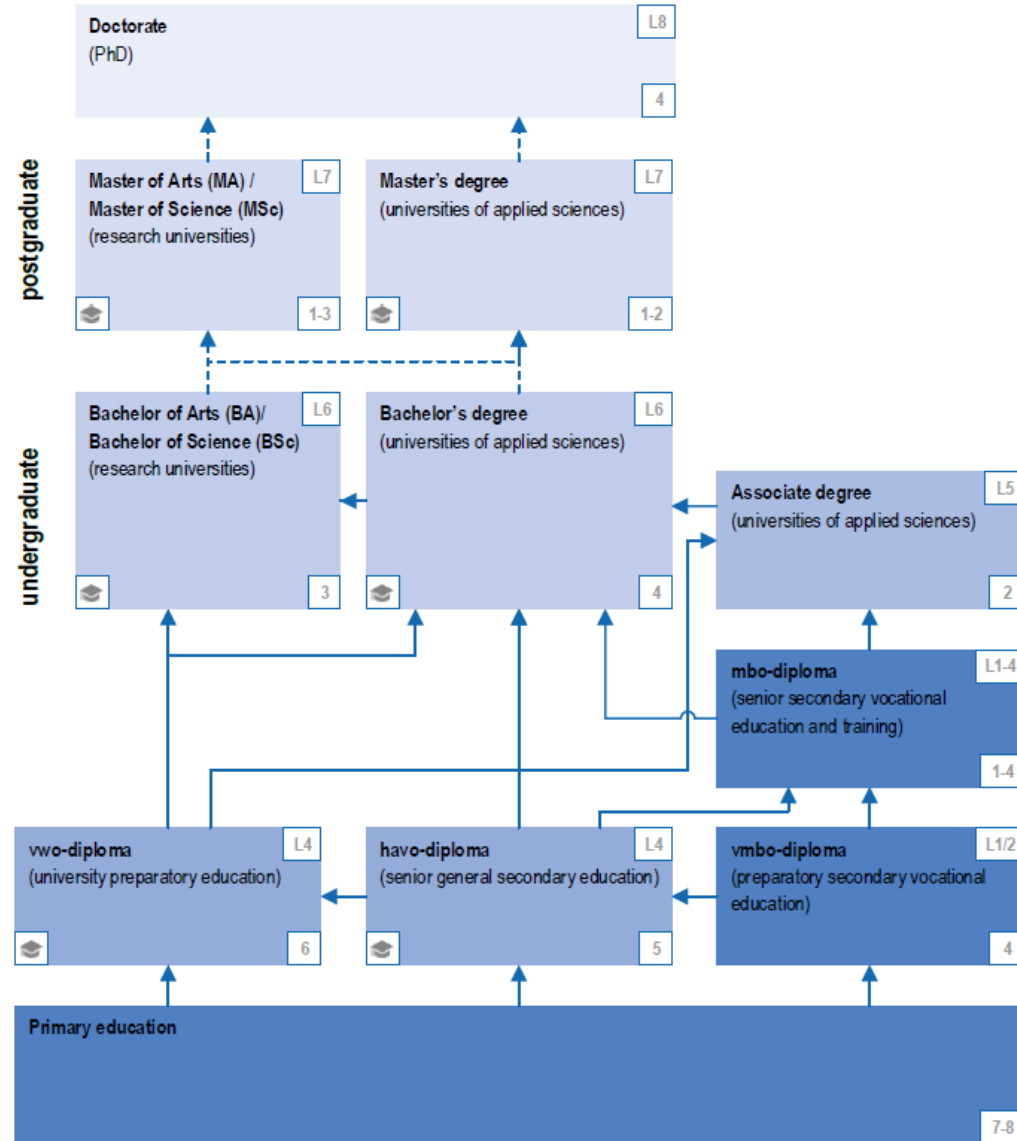 Doctorate
(PhD)
L8
4
postgraduate
Master of Arts (MA) /
Master of Science (MSc)
(research universities)
L7
1-3
Master's degree
(universities of applied sciences)
L7
1-2
undergraduate
Bachelor of Arts (BA)/
Bachelor of Science (BSc)
(research universities)
L6
3
Bachelor's degree
(universities of applied sciences)
L6
4
Associate degree
(universities of applied sciences)
L5
2
mbo-diploma
(senior secondary vocational
education and training)
L1-4
1-4
vwo-diploma
(university preparatory education)
L4
6
havo-diploma
(senior general secondary education)
L4
5
vmbo-diploma
(preparatory secondary vocational
education)
L1/2
4
Primary education
7-8